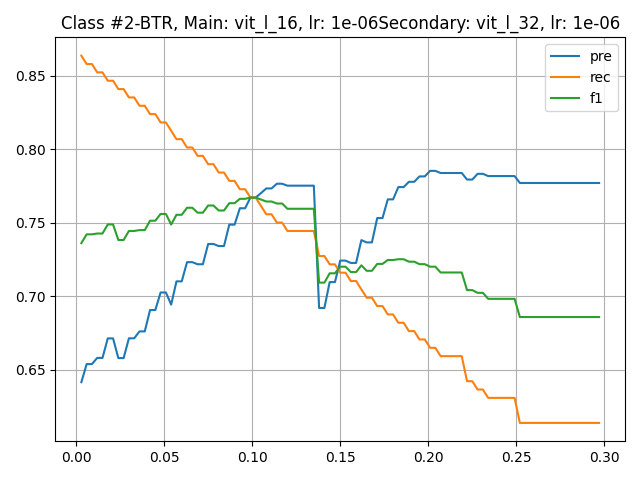 Class #2-BTR, Main: vit_l_16, lr: 1e-06Secondary: vit_l_32, lr: 1e-06
pre
rec
f1
0.85
0.80
0.75
0.70
0.65
0.00 0.05 0.10 0.15 0.20 0.25 0.30